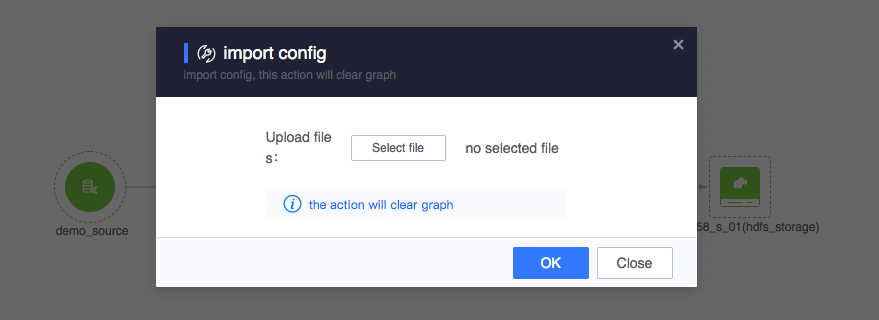 import config
import config, this action will clear graph
Upload file
s:
Select file
no selected file
the action will clear graph
demo_source
58_s_01(hdfs_storage)
OK
Close